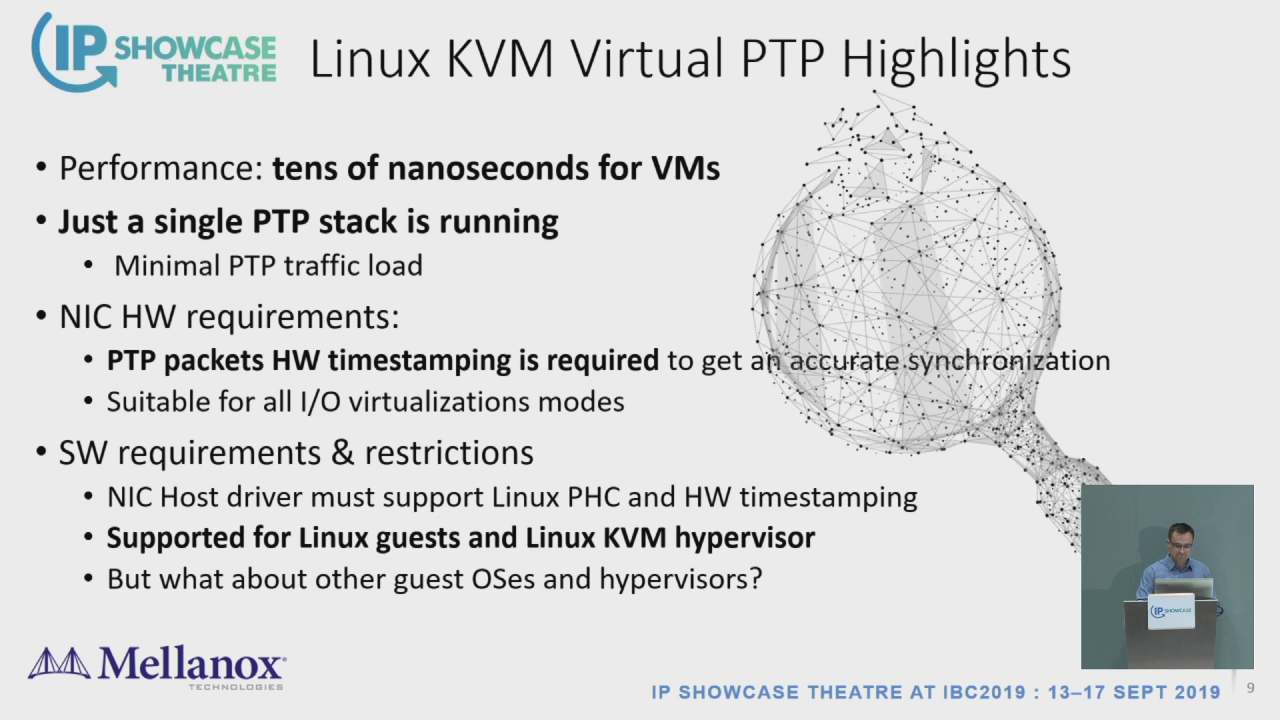 IP SHOWCASE
THEATRE
Linux KVM Virtual PTP Highlights
• Performance: tens of nanoseconds for VMs
• Just a single PTP stack is running
• Minimal PTP traffic load
• NIC HW requirements:
• PTP packets HW timestamping is required to get an accurate synchronization
• Suitable for all I/O virtualizations modes
• SW requirements & restrictions
• NIC Host driver must support Linux PHC and HW timestamping
• Supported for Linux guests and Linux KVM hypervisor
• But what about other guest OSes and hypervisors?
IP SHOWCASE
Mellanox
TECHNOLOGIES
IP SHOWCASE THEATRE AT IBC2019 : 13–17 SEPT 2019
9